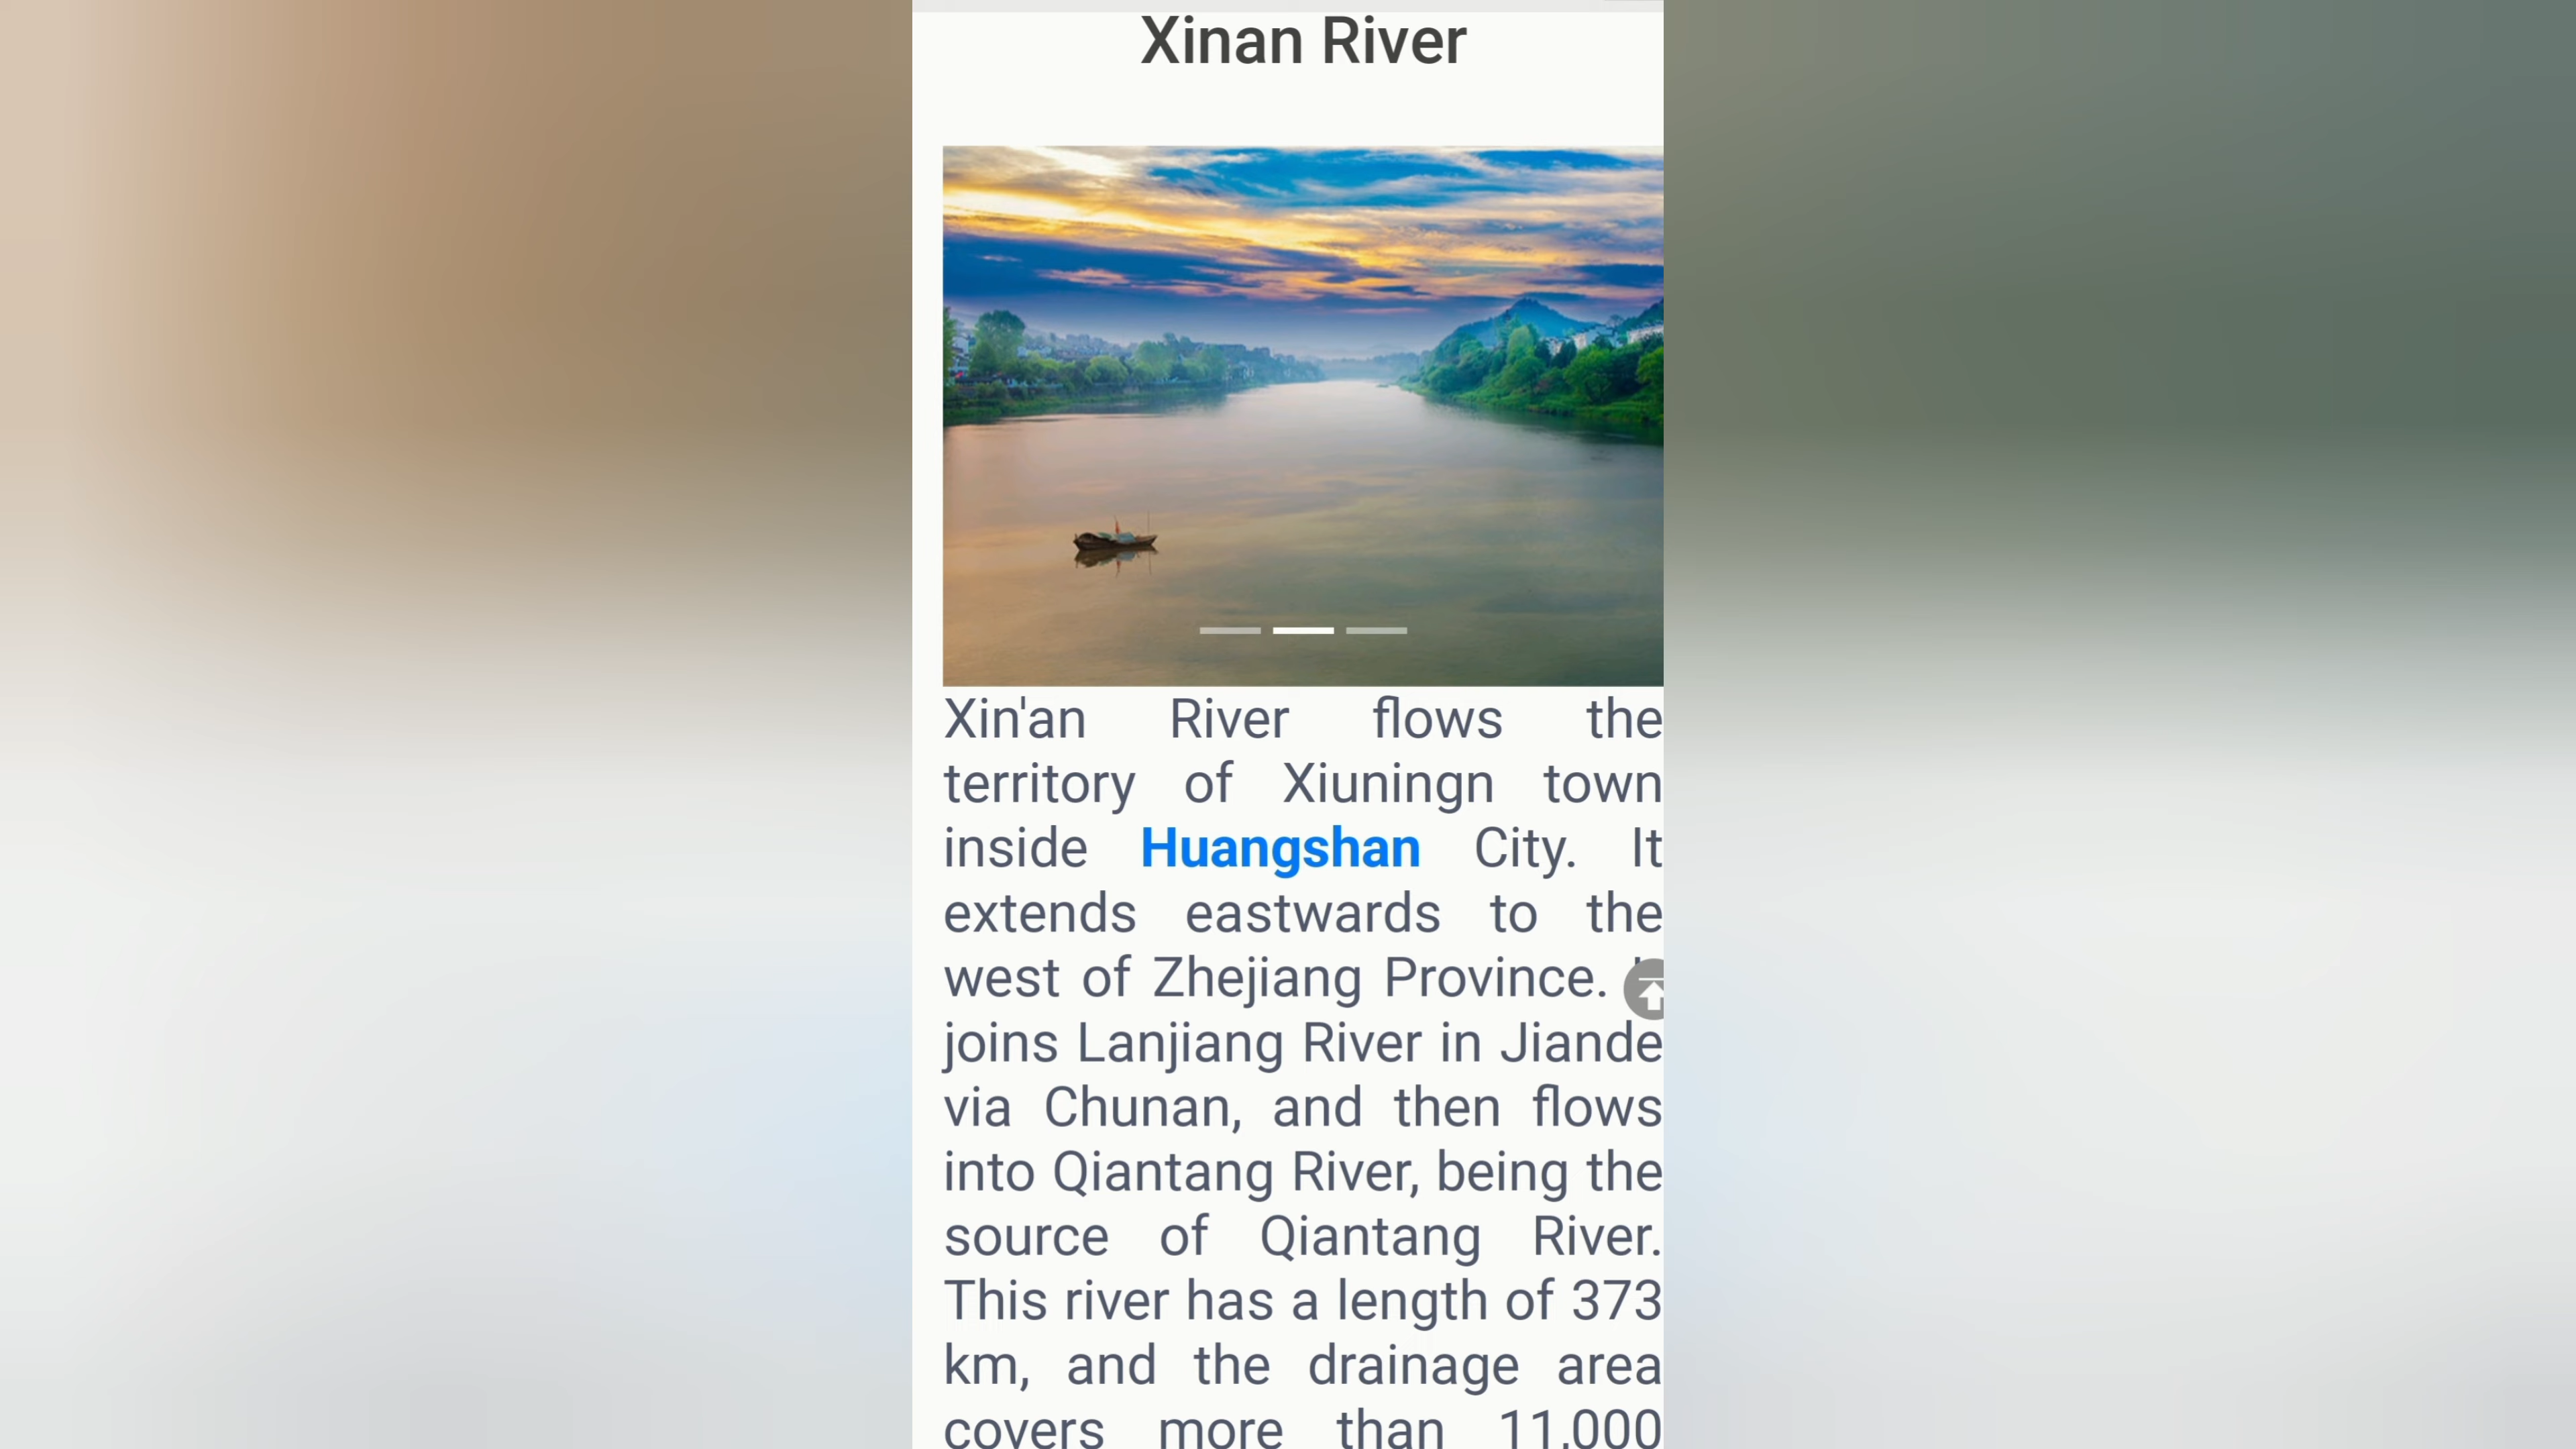 Xinan River
Xin'an River flows the
territory of Xiuningn town
inside Huangshan City. It
extends eastwards to the
west of Zhejiang Province.
joins Lanjiang River in Jiande
via Chunan, and then flows
into Qiantang River, being the
source of Qiantang River.
This river has a length of 373
km, and the drainage area
covers more than 11,000